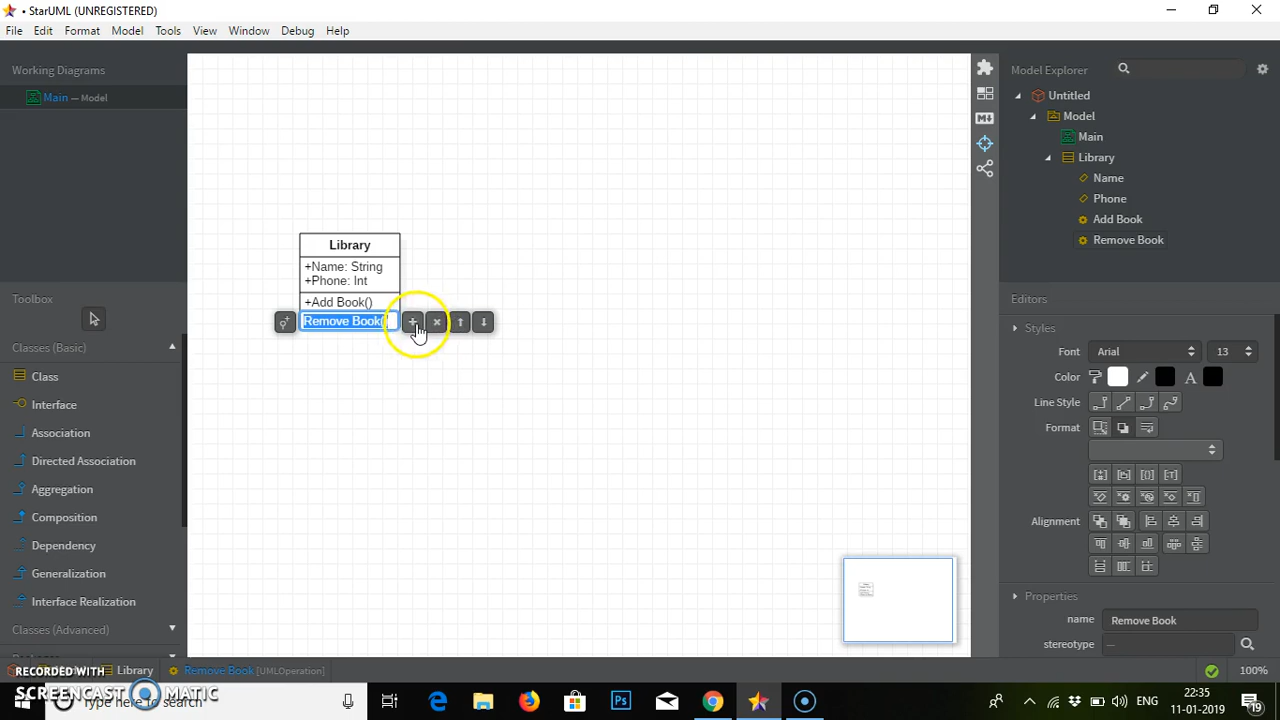 StarUML (UNREGISTERED)
File Edit Format Model Tools View Window Debug Help
Working Diagrams
Main — Model
Toolbox
Classes (Basic)
Class
Interface
Association
Directed Association
Aggregation
Composition
Dependency
Generalization
Interface Realization
Classes (Advanced)
Library
+Name: String
+Phone: Int
+Add Book()
Remove Book()
Model Explorer
Untitled
Model
Main
Library
Name
Phone
Add Book
Remove Book
Editors
Styles
Font Arial 13
Color
Line Style
Format
Alignment
Properties
name Remove Book
stereotype —
Library Remove Book [UMLOperation] 100%
RECORDED WITH
SCREENCAST MATIC
Type here to search
ENG 22:35
11-01-2019 19